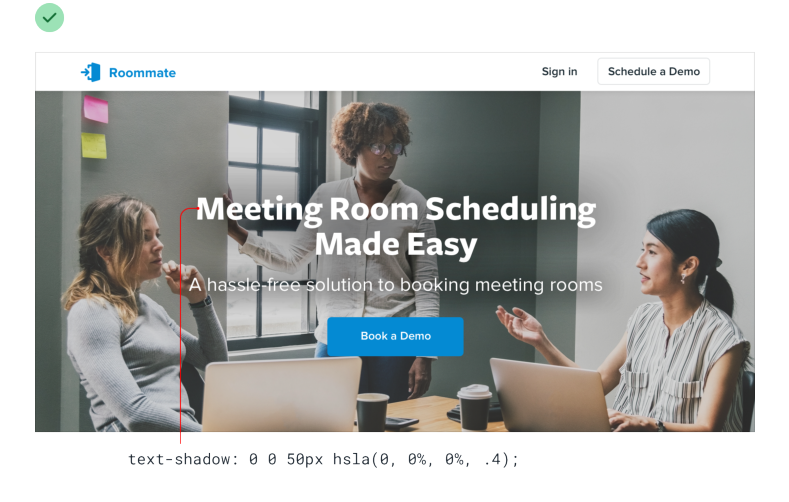 Roommate
Sign in
Schedule a Demo
Meeting Room Scheduling
Made Easy
A hassle-free solution to booking meeting rooms
Book a Demo
text-shadow: 0 0 50px hsla(0, 0%, 0%, .4);